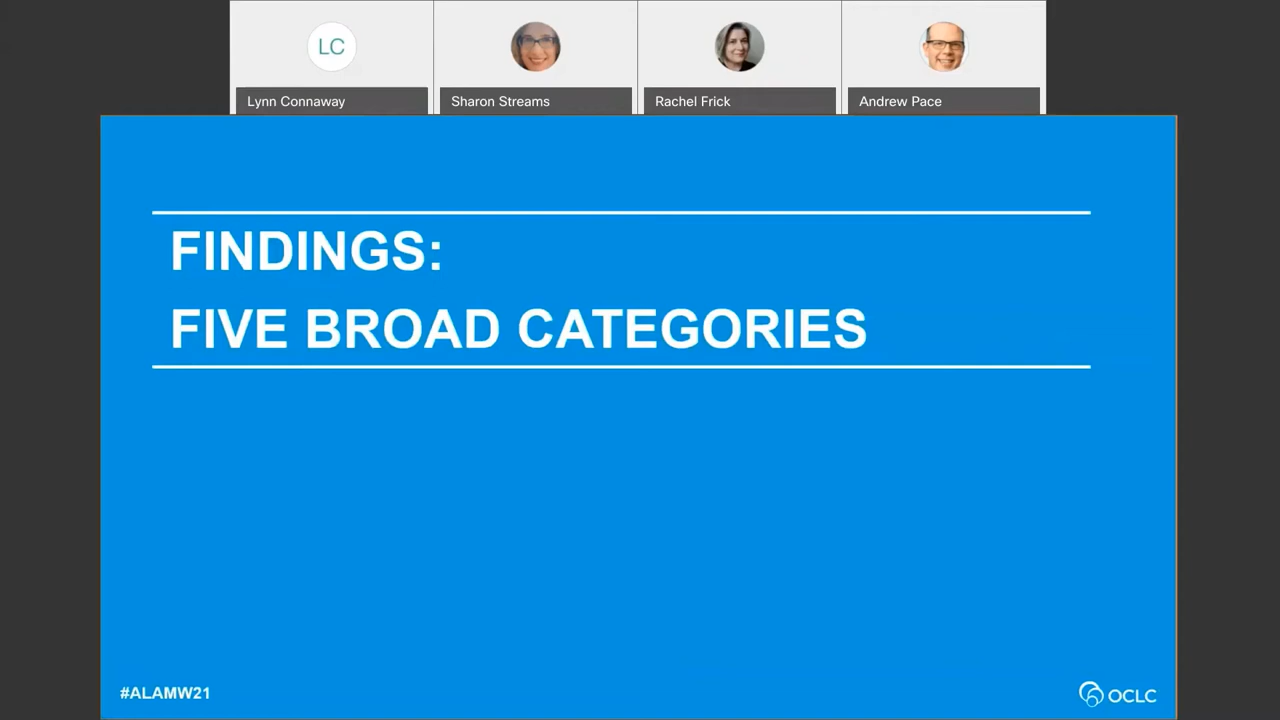 LC
Lynn Connaway
Sharon Streams
Rachel Frick
Andrew Pace
FINDINGS:
FIVE BROAD CATEGORIES
#ALAMW21
OCLC